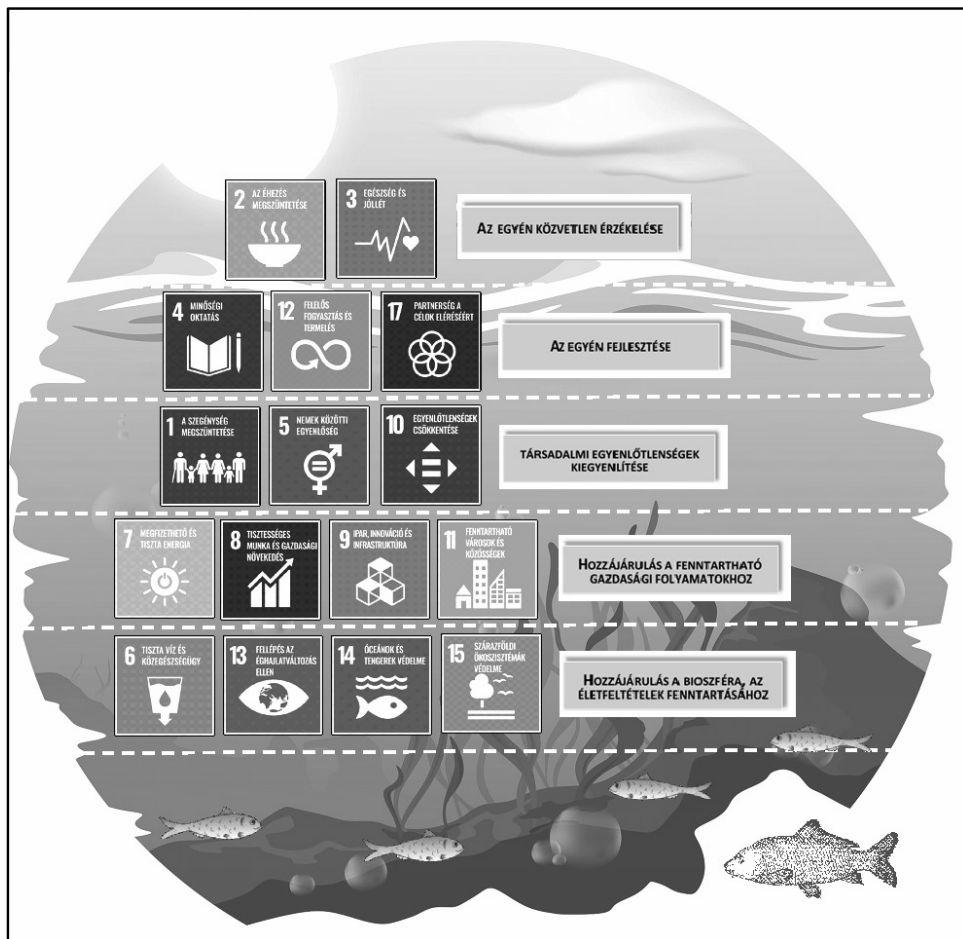 2 AZ ÉHEZÉS
MEGSZÜNTETÉSE
3 EGÉSZSÉG ÉS
JÓLLÉT
AZ EGYÉN KÖZVETLEN ÉRZÉKELÉSE
4 MINŐSÉGI
OKTATÁS
12 FELELŐS
FOGYASZTÁS ÉS
TERMELÉS
17 PARTNERSÉG A
CÉLOK ELÉRÉSÉÉRT
AZ EGYÉN FEJLESZTÉSE
1 A SZEGÉNYSÉG
MEGSZÜNTETÉSE
5 NEMEK KÖZÖTTI
EGYENLŐSÉG
10 EGYENLŐTLENSÉGEK
CSÖKKENTÉSE
TÁRSADALMI EGYENLŐTLENSÉGEK
KIEGYENLÍTÉSE
7 MEGFIZETHETŐ ÉS
TISZTA ENERGIA
8 TISZTESSÉGES
MUNKA ÉS GAZDASÁGI
NÖVEKEDÉS
9 IPAR, INNOVÁCIÓ ÉS
INFRASTRUKTÚRA
11 FENNTARTHATÓ
VÁROSOK ÉS
KÖZÖSSÉGEK
HOZZÁJÁRULÁS A FENNTARTHATÓ
GAZDASÁGI FOLYAMATOKHOZ
6 TISZTA VÍZ ÉS
KÖZEGÉSZSÉGÜGY
13 FELLÉPÉS AZ
ÉGHAJLATVÁLTOZÁS
ELLEN
14 ÓCEÁNOK ÉS
TENGEREK VÉDELME
15 SZÁRAZFÖLDI
ÖKOSZISZTÉMÁK
VÉDELME
HOZZÁJÁRULÁS A BIOSZFÉRA, AZ
ÉLETFELTÉTELEK FENNTARTÁSÁHOZ